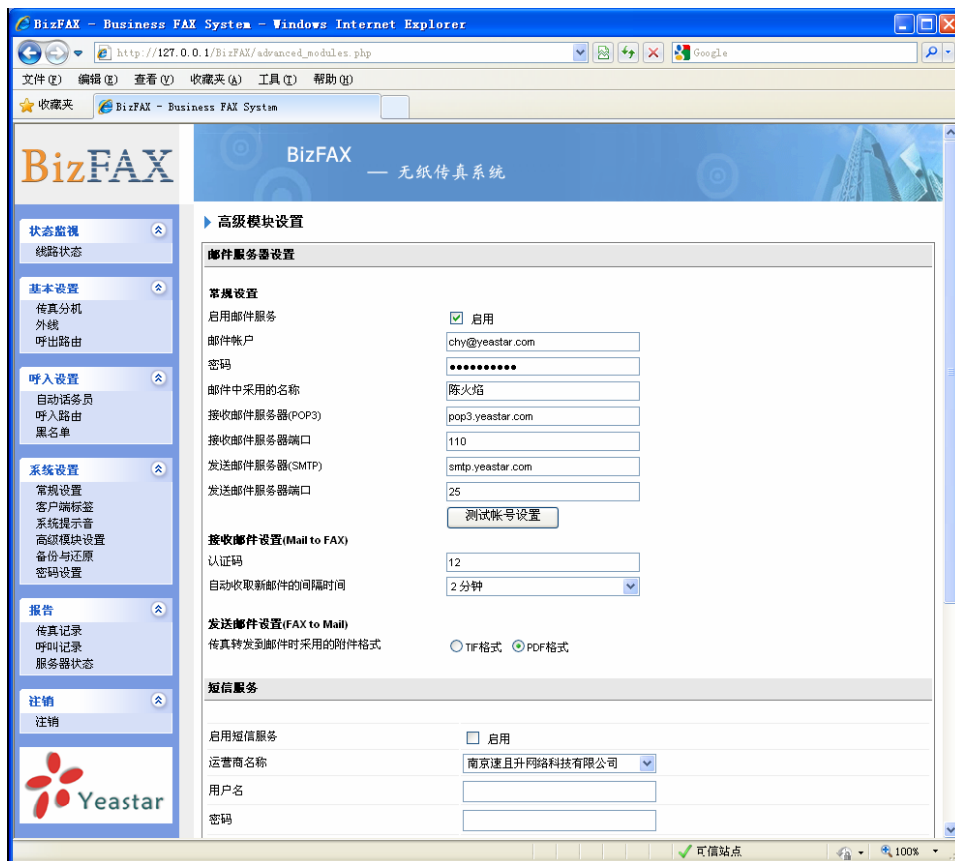 BizFAX - Business FAX System - Windows Internet Explorer
http://127.0.0.1/BizFAX/advanced_modules.php
Google
文件(F) 编辑(E) 查看(V) 收藏夹(A) 工具(T) 帮助(H)
收藏夹
BizFAX - Business FAX System
BizFAX
BizFAX
— 无纸传真系统
状态监视
线路状态
基本设置
传真分机
外线
呼出路由
呼入设置
自动话务员
呼入路由
黑名单
系统设置
常规设置
客户端标签
系统提示音
高级模块设置
备份与还原
密码设置
报告
传真记录
呼叫记录
服务器状态
注销
注销
Yeastar
高级模块设置
邮件服务器设置
常规设置
启用邮件服务 启用
邮件帐户 chy@yeastar.com
密码 ●●●●●●●●●●
邮件中采用的名称 陈火焰
接收邮件服务器(POP3) pop3.yeastar.com
接收邮件服务器端口 110
发送邮件服务器(SMTP) smtp.yeastar.com
发送邮件服务器端口 25
测试帐号设置
接收邮件设置(Mail to FAX)
认证码 12
自动收取新邮件的间隔时间 2 分钟
发送邮件设置(FAX to Mail)
传真转发到邮件时采用的附件格式 TIF格式 PDF格式
短信服务
启用短信服务 启用
运营商名称 南京速且升网络科技有限公司
用户名
密码
可信站点
100%